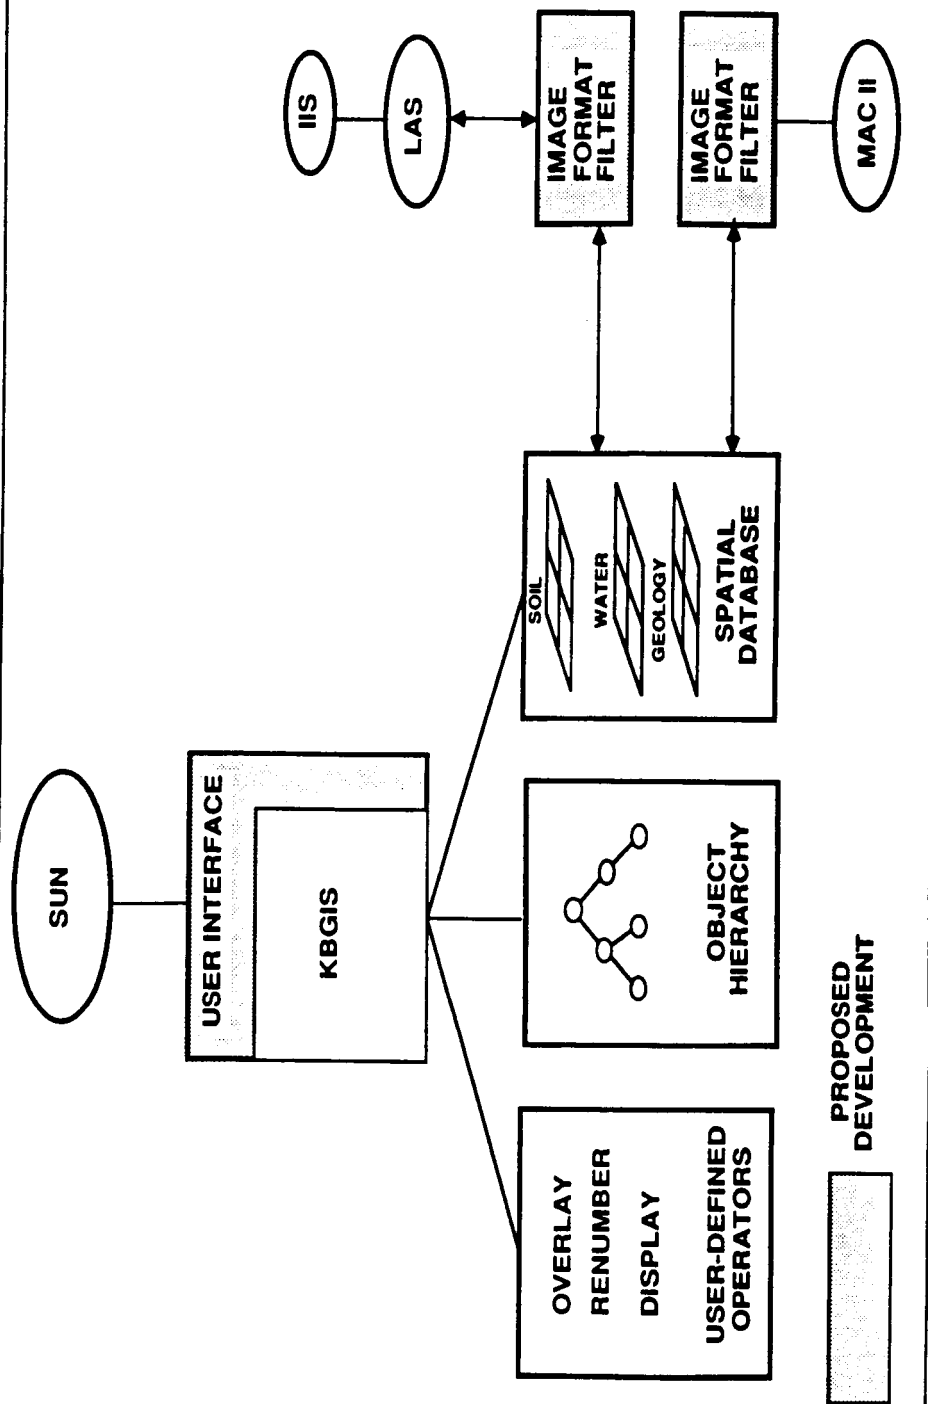 SUN
USER INTERFACE
KBGIS
IIS
LAS
IMAGE
FORMAT
FILTER
IMAGE
FORMAT
FILTER
MAC II
OVERLAY
RENUMBER
DISPLAY
USER-DEFINED
OPERATORS
OBJECT
HIERARCHY
SOIL
WATER
GEOLOGY
SPATIAL
DATABASE
PROPOSED
DEVELOPMENT